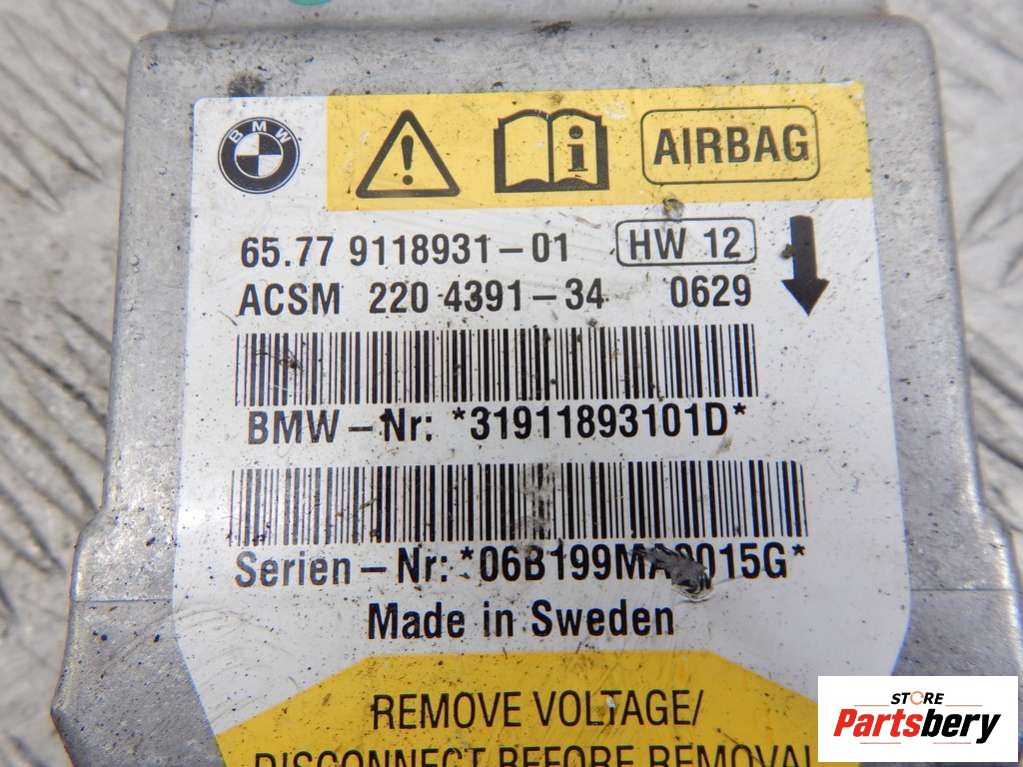 BMW
AIRBAG
65.77 9118931-01 HW 12
ACSM 220 4391-34 0629
BMW-Nr: *31911893101D*
Serien-Nr:
Made in Sweden
REMOVE VOLTAGE/
DISCONNECT BEFORE REMOVAL
STORE
Partsbery